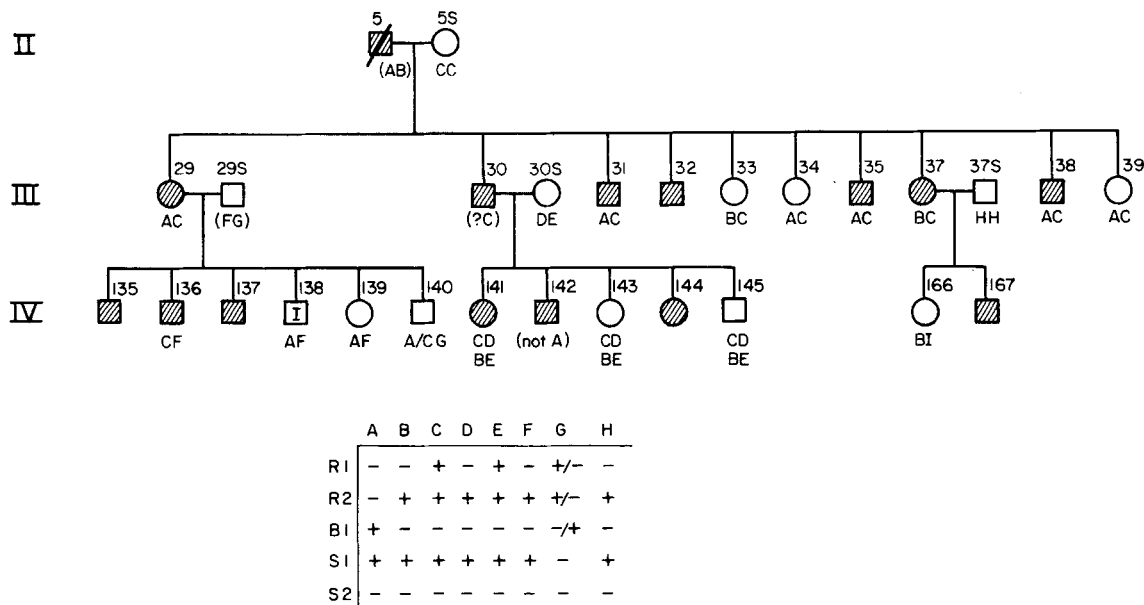 5 5S
II
(AB) CC
29 29S 30 30S 31 32 33 34 35 37 37S 38 39
III
AC (FG) (?C) DE AC BC AC AC BC HH AC AC
135 136 137 138 139 140 141 142 143 144 145 166 167
IV I
CF AF AF A/CG CD (not A) CD CD BI
BE BE BE
A B C D E F G H
R1 - - + - + - +/- -
R2 - + + + + + +/- +
B1 + - - - - - -/+ -
S1 + + + + + + - +
S2 - - - - - - - -